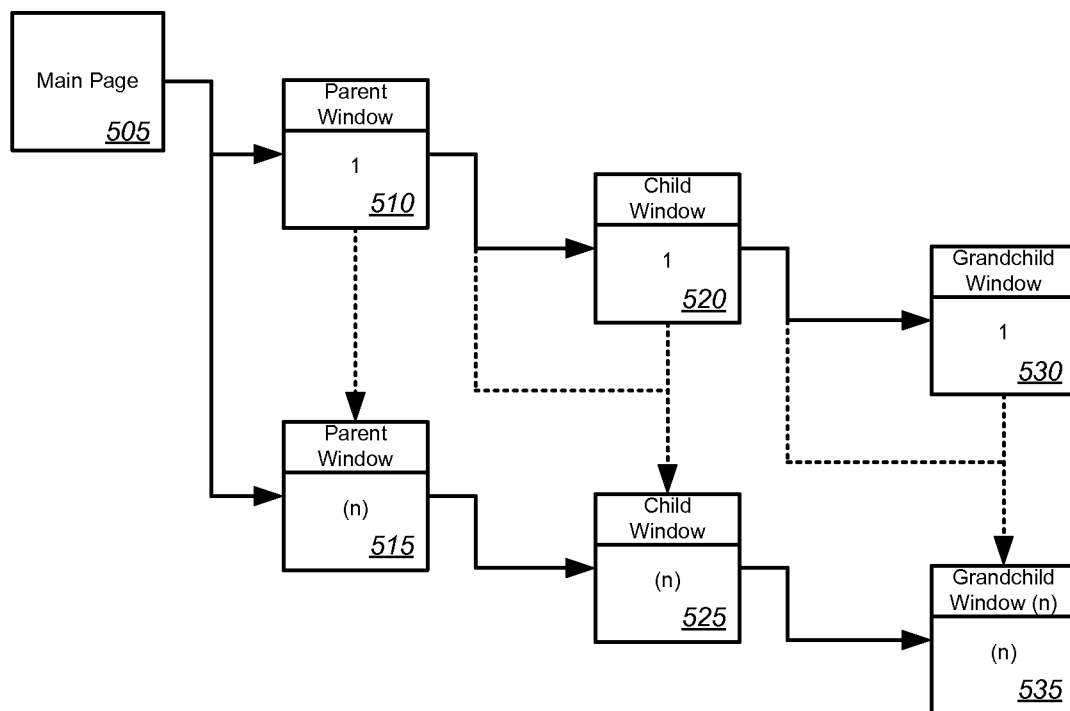 Main Page
505
Parent
Window
1
510
Child
Window
1
520
Grandchild
Window
1
530
Parent
Window
(n)
515
Child
Window
(n)
525
Grandchild
Window (n)
(n)
535